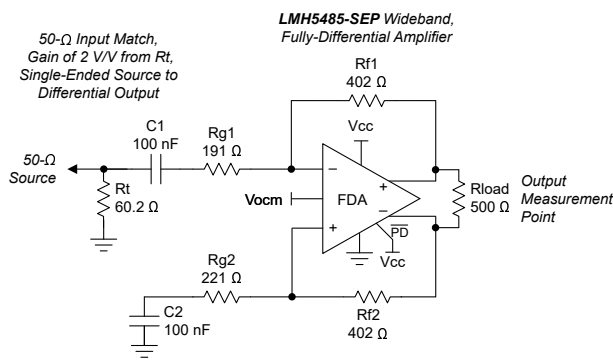 LMH5485-SEP Wideband,
Fully-Differential Amplifier
50-Ω Input Match,
Gain of 2 V/V from Rt,
Single-Ended Source to
Differential Output
Rf1
402 Ω
C1
100 nF
Rg1
191 Ω
Vcc
50-Ω
Source
Rt
60.2 Ω
Vocm
−
+
FDA
+
−
PD
Vcc
Rload
500 Ω
Output
Measurement
Point
Rg2
221 Ω
C2
100 nF
Rf2
402 Ω